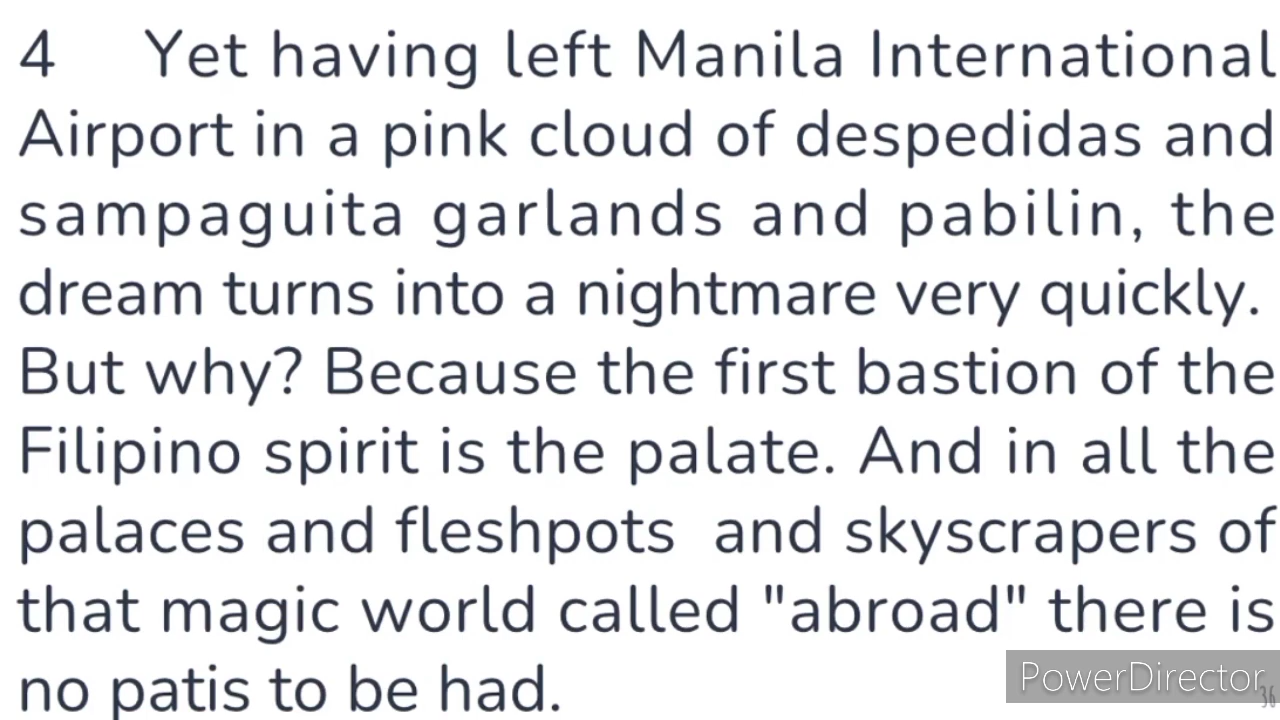 4 Yet having left Manila International
Airport in a pink cloud of despedidas and
sampaguita garlands and pabilin, the
dream turns into a nightmare very quickly.
But why? Because the first bastion of the
Filipino spirit is the palate. And in all the
palaces and fleshpots and skyscrapers of
that magic world called "abroad" there is
no patis to be had.
PowerDirector
36